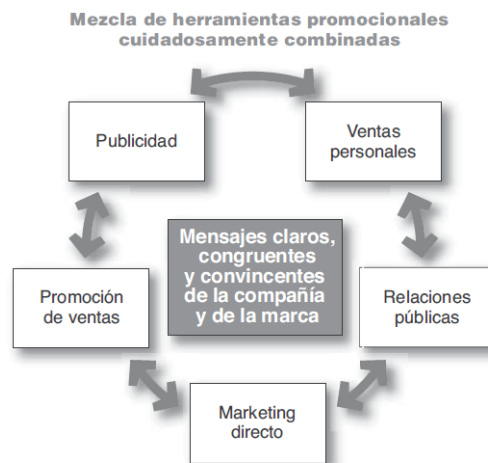 Mezcla de herramientas promocionales
cuidadosamente combinadas
Publicidad
Ventas
personales
Mensajes claros,
congruentes
y convincentes
de la compañía
y de la marca
Promoción
de ventas
Relaciones
públicas
Marketing
directo